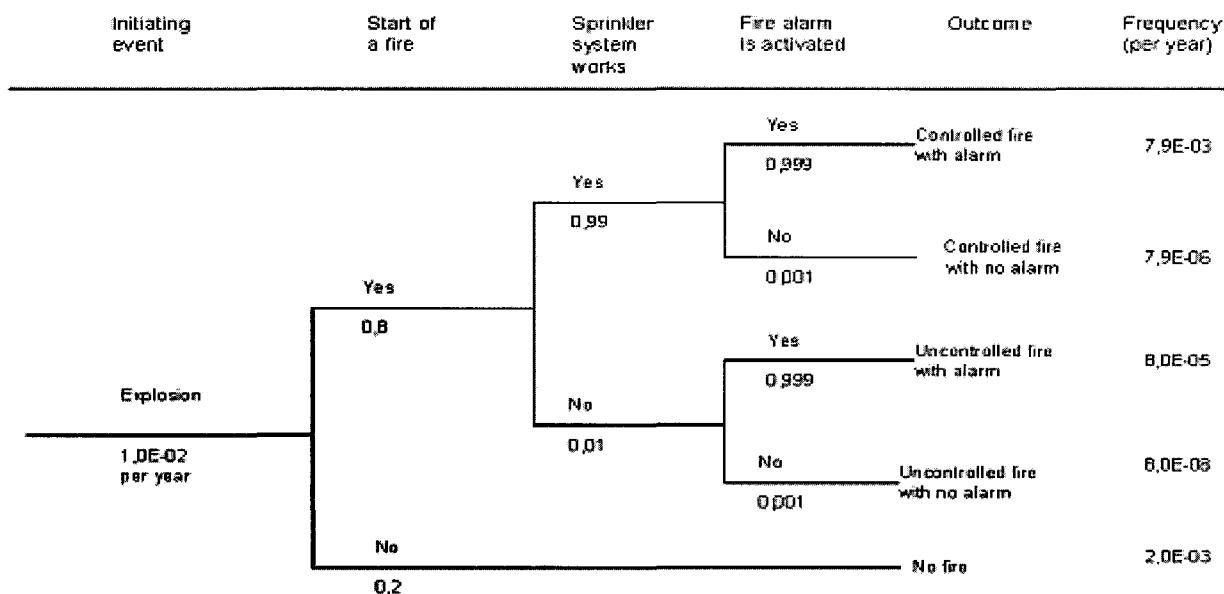 Initiating
event
Start of
a fire
Sprinkler
system
works
Fire alarm
is activated
Outcome
Frequency
(per year)
Yes
0,999
Controlled fire
with alarm
7,9E-03
Yes
0,99
No
0,001
Controlled fire
with no alarm
7,9E-06
Yes
0,8
Yes
0,999
Uncontrolled fire
with alarm
8,0E-05
Explosion
1,0E-02
per year
No
0,01
No
0,001
Uncontrolled fire
with no alarm
8,0E-08
No
0,2
No fire
2,0E-03